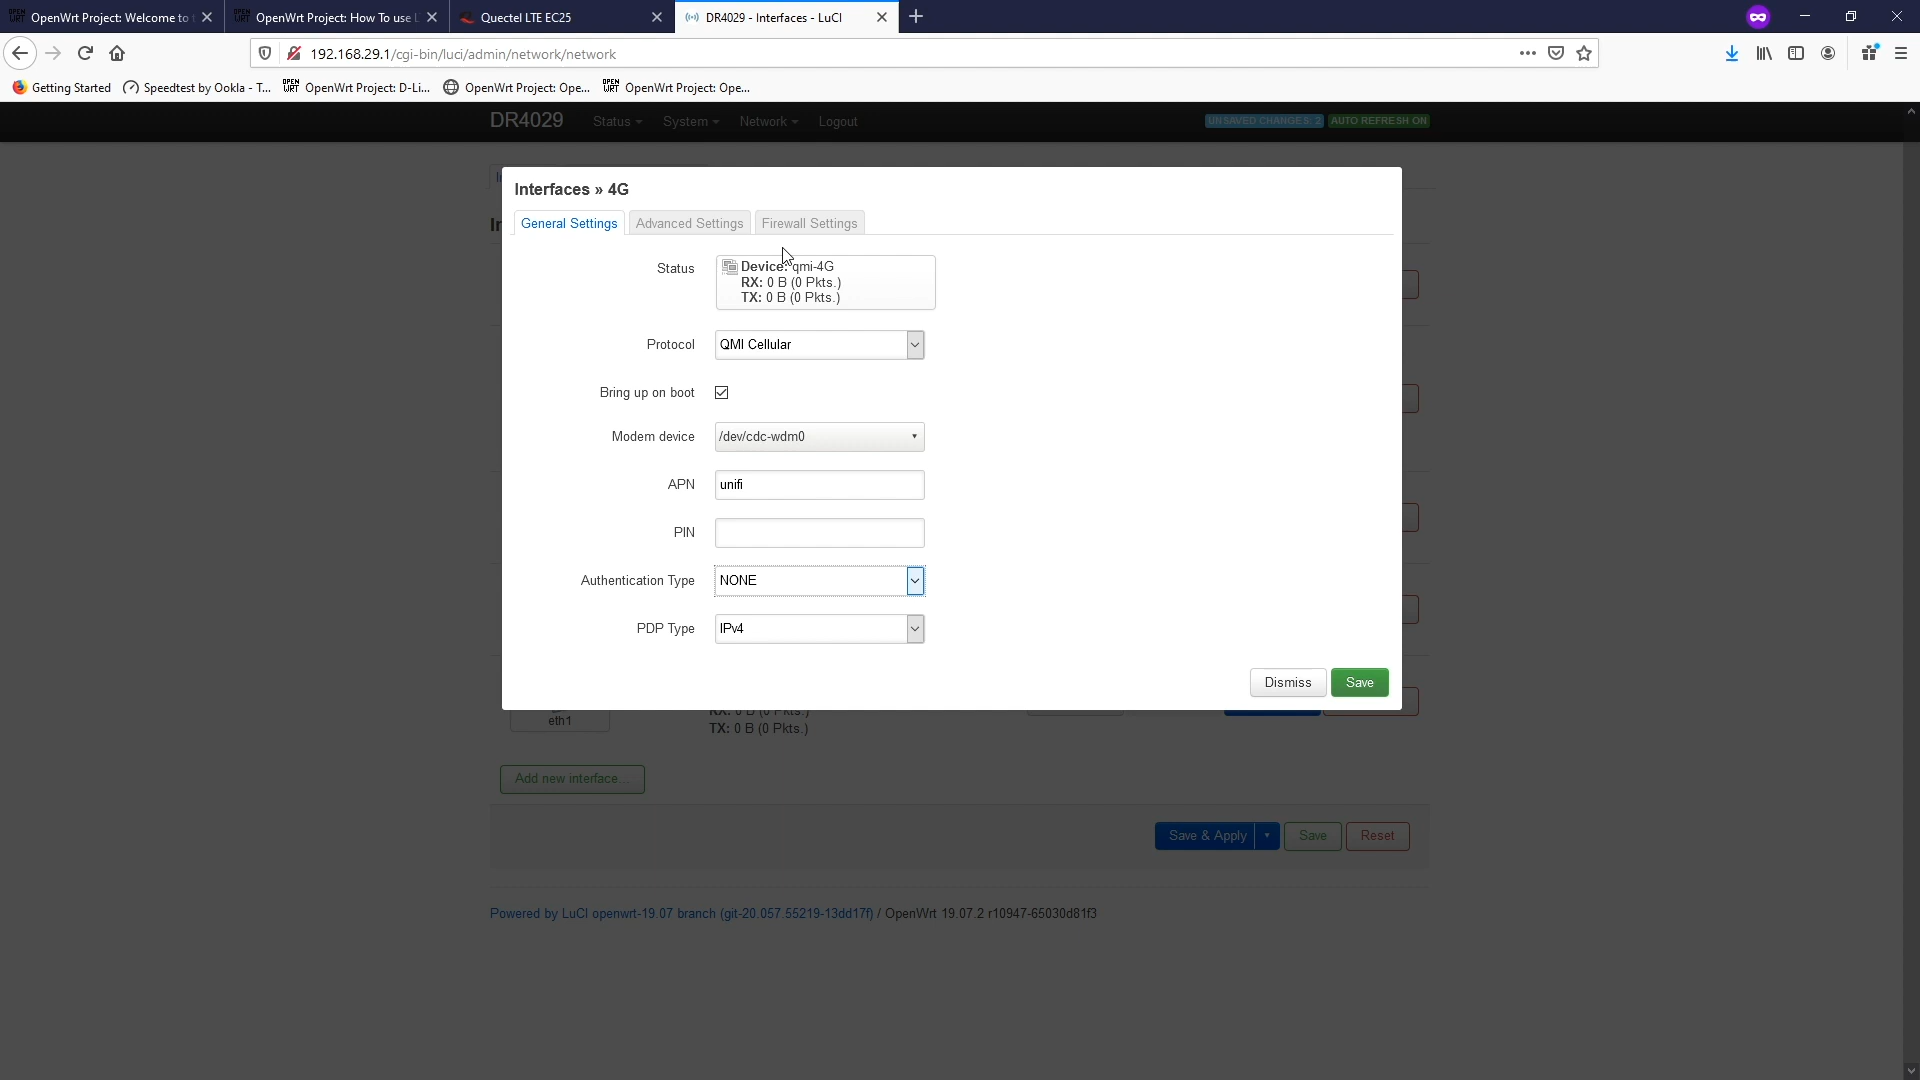 OpenWrt Project: Welcome to
OpenWrt Project: How To use
Quectel LTE EC25
DR4029 - Interfaces - LuCI
192.168.29.1/cgi-bin/luci/admin/network/network
Getting Started
Speedtest by Ookla - T...
OpenWrt Project: D-Li...
OpenWrt Project: Ope...
OpenWrt Project: Ope...
DR4029
Status
System
Network
Logout
UNSAVED CHANGES: 2
AUTO REFRESH ON
Interfaces » 4G
General Settings
Advanced Settings
Firewall Settings
Status
Device: qmi-4G
RX: 0 B (0 Pkts.)
TX: 0 B (0 Pkts.)
Protocol
QMI Cellular
Bring up on boot
Modem device
/dev/cdc-wdm0
APN
unifi
PIN
Authentication Type
NONE
PDP Type
IPv4
Dismiss
Save
eth1
RX: 0 B (0 Pkts.)
TX: 0 B (0 Pkts.)
Add new interface...
Save & Apply
Save
Reset
Powered by LuCI openwrt-19.07 branch (git-20.057.55219-13dd17f) / OpenWrt 19.07.2 r10947-65030d81f3